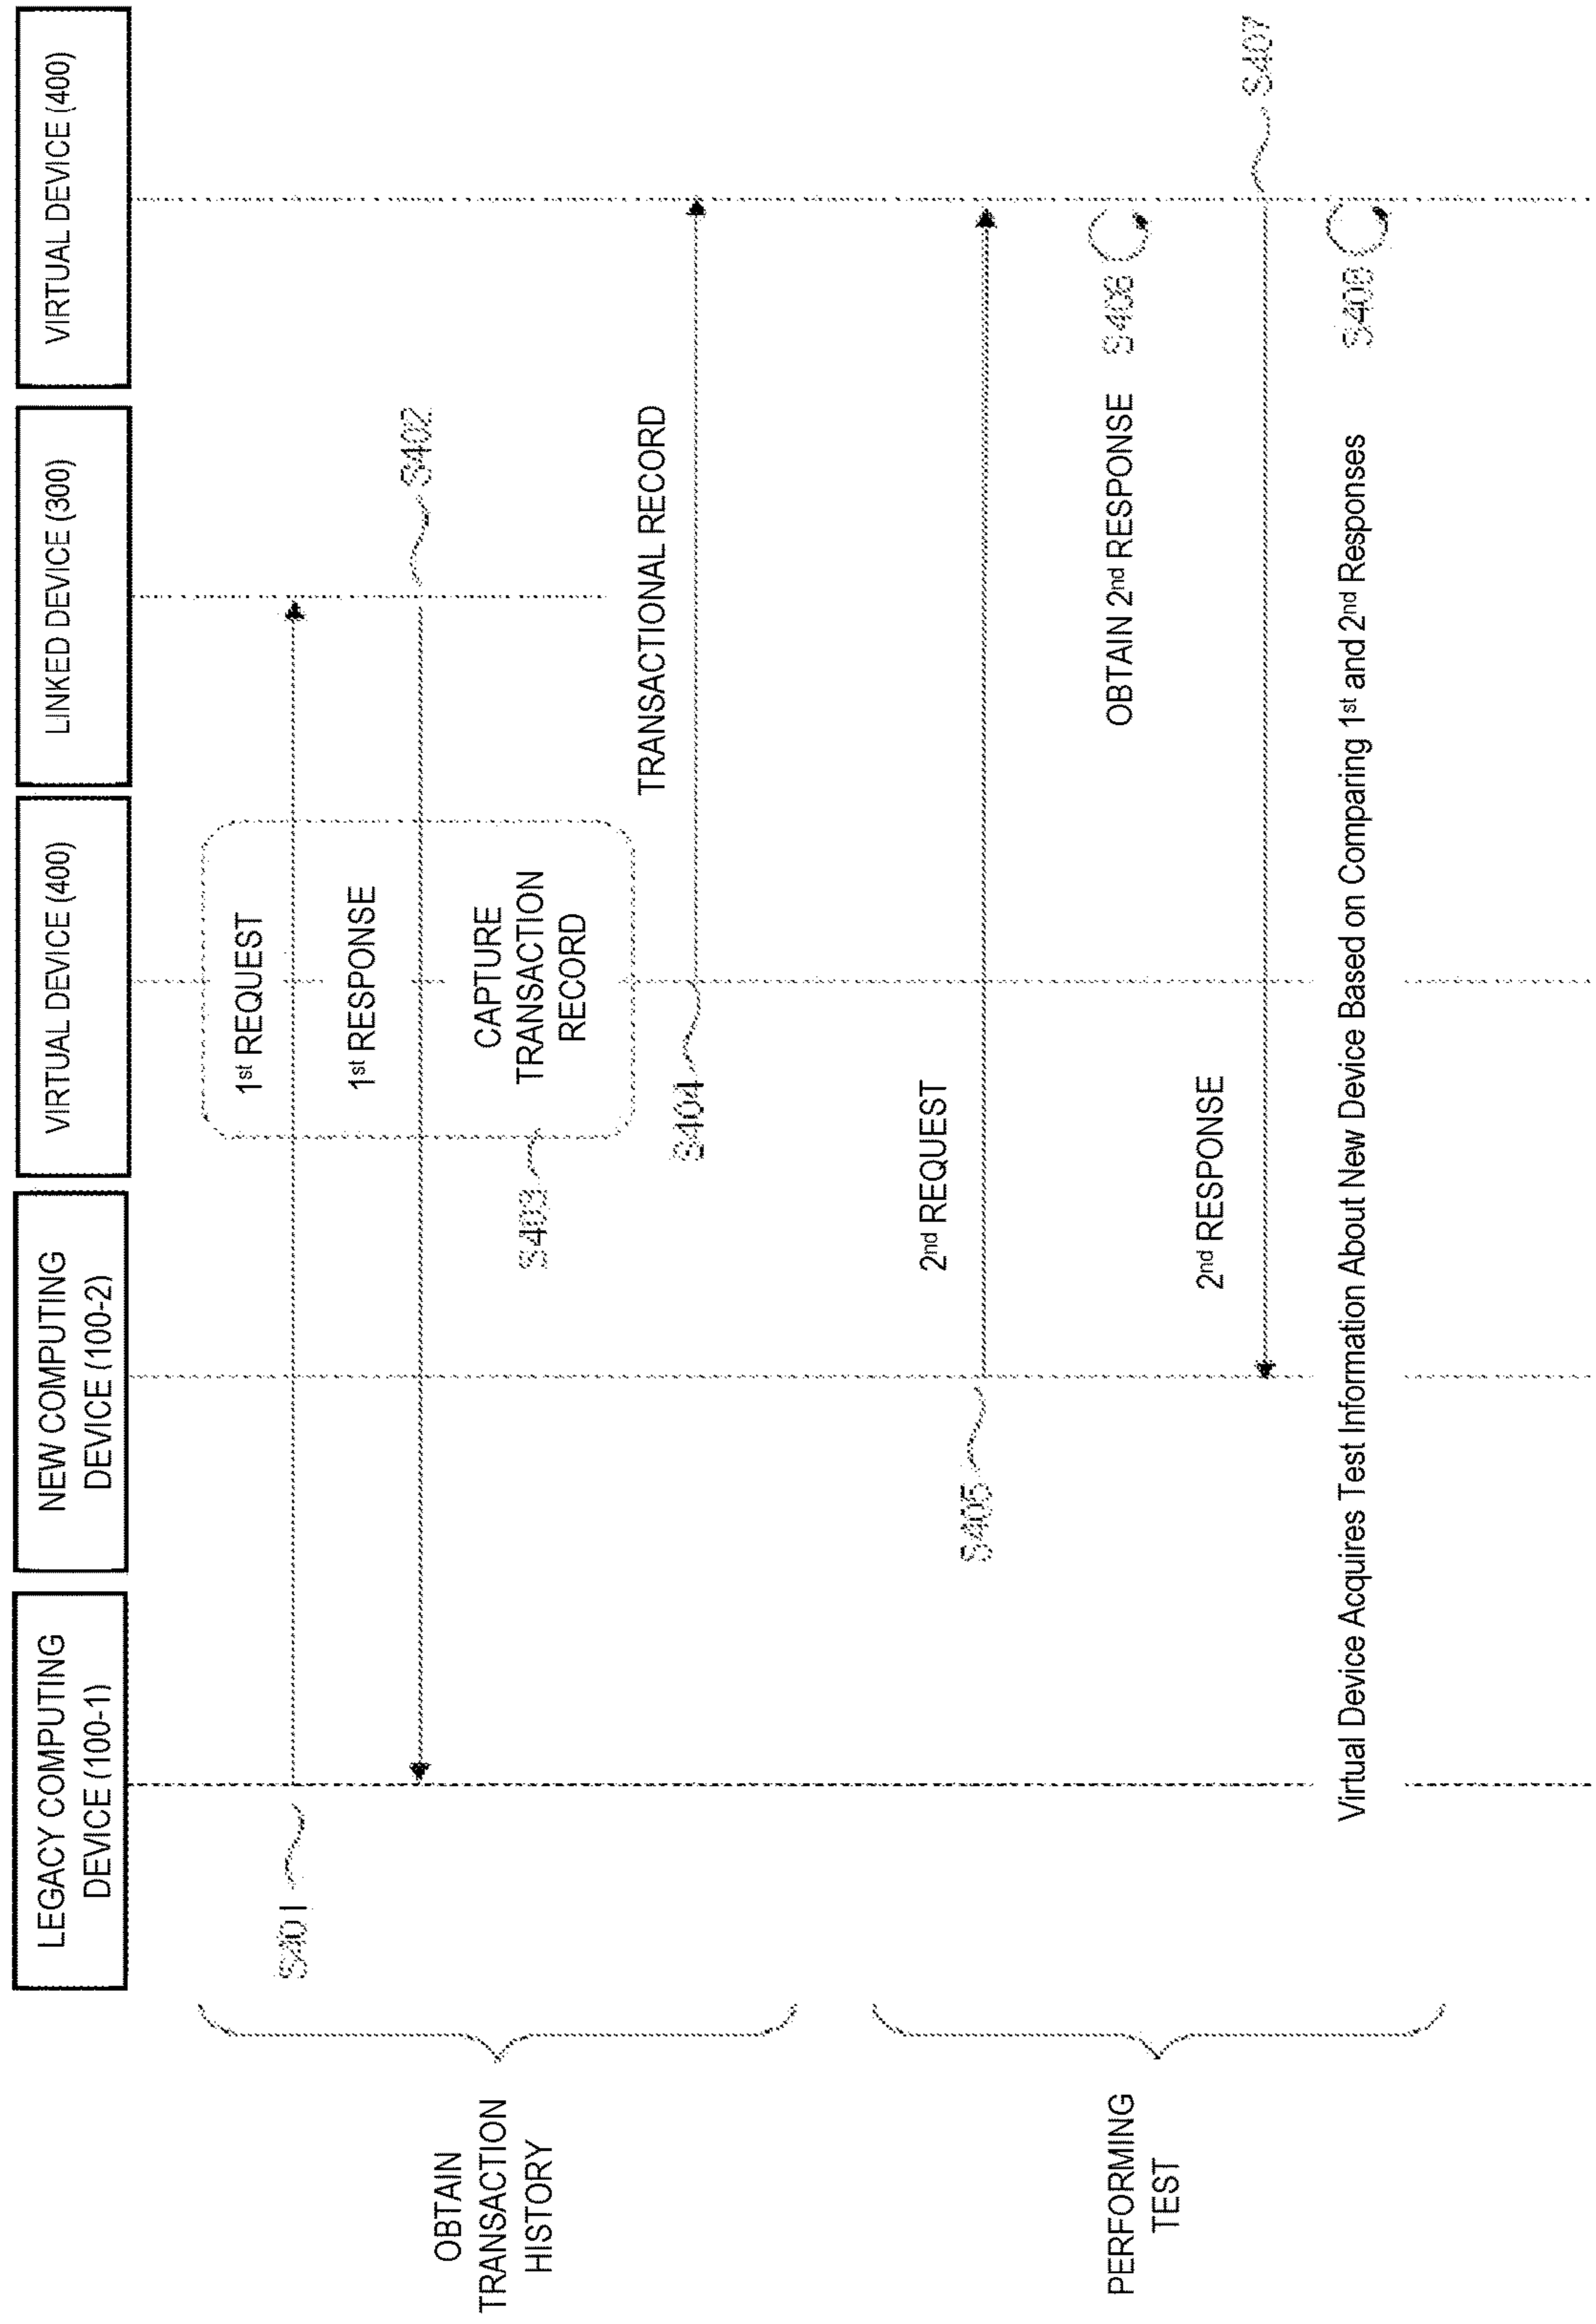 LEGACY COMPUTING
DEVICE (100-1)
NEW COMPUTING
DEVICE (100-2)
VIRTUAL DEVICE (400)
LINKED DEVICE (300)
VIRTUAL DEVICE (400)
OBTAIN
TRANSACTION
HISTORY
S401
1st REQUEST
1st RESPONSE
S402
CAPTURE
TRANSACTION
RECORD
S403
TRANSACTIONAL RECORD
S404
PERFORMING
TEST
2nd REQUEST
S405
OBTAIN 2nd RESPONSE
S406
2nd RESPONSE
S407
Virtual Device Acquires Test Information About New Device Based on Comparing 1st and 2nd Responses
S408